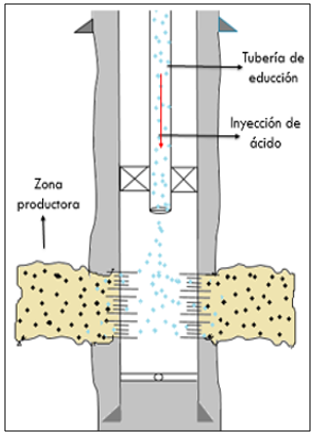 Tubería de
educción
Inyección de
ácido
Zona
productora